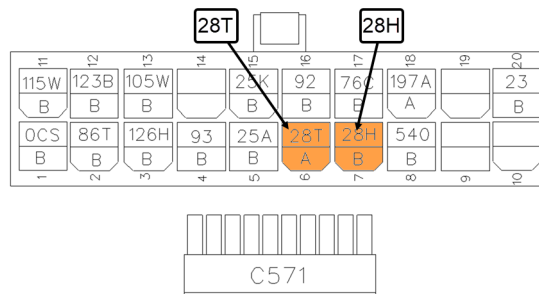 28T 28H
11 12 13 14 15 16 17 18 19 20
115W 123B 105W 25K 92 76C 197A 23
B B B B B B A B
0CS 86T 126H 93 25A 28T 28H 540
B B B B B A B B
1 2 3 4 5 6 7 8 9 10
C571